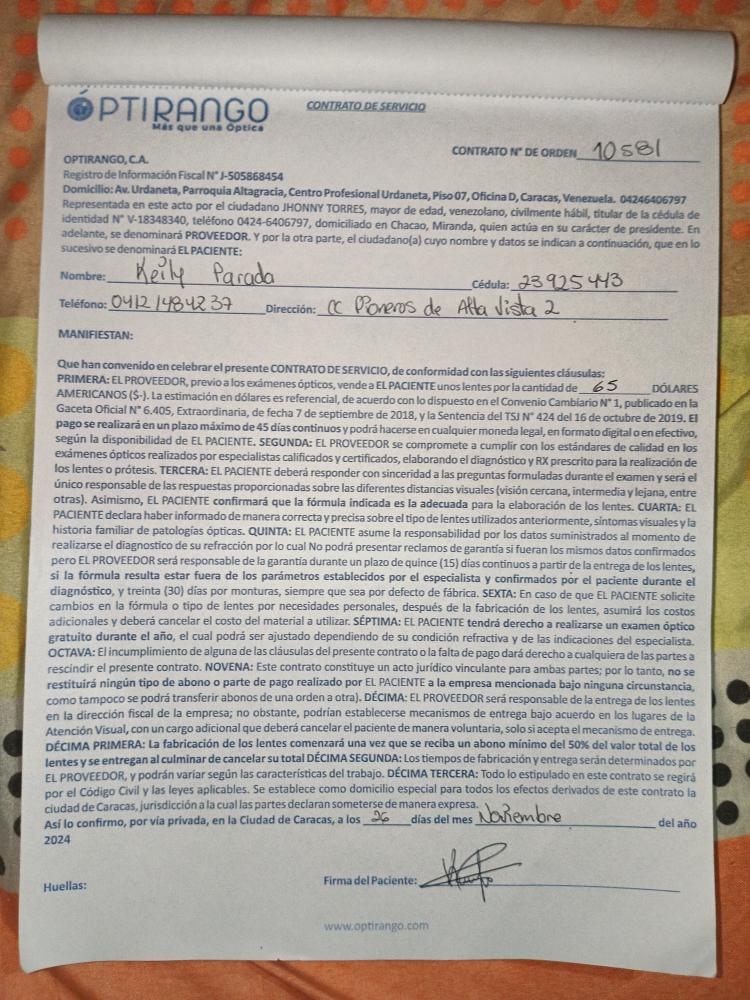 ÓPTIRANGO
Más que una Óptica
CONTRATO DE SERVICIO
CONTRATO N° DE ORDEN 10581
OPTIRANGO, C.A.
Registro de Información Fiscal N° J-505868454
Domicilio: Av. Urdaneta, Parroquia Altagracia, Centro Profesional Urdaneta, Piso 07, Oficina D, Caracas, Venezuela. 04246406797
Representada en este acto por el ciudadano JHONNY TORRES, mayor de edad, venezolano, civilmente hábil, titular de la cédula de
identidad N° V-18348340, teléfono 0424-6406797, domiciliado en Chacao, Miranda, quien actúa en su carácter de presidente. En
adelante, se denominará PROVEEDOR. Y por la otra parte, el ciudadano(a) cuyo nombre y datos se indican a continuación, que en lo
sucesivo se denominará EL PACIENTE:
Nombre: Keily Parada Cédula: 23925443
Teléfono: 04121484237 Dirección: CC Pioneros de Alta Vista 2
MANIFIESTAN:
Que han convenido en celebrar el presente CONTRATO DE SERVICIO, de conformidad con las siguientes cláusulas:
PRIMERA: EL PROVEEDOR, previo a los exámenes ópticos, vende a EL PACIENTE unos lentes por la cantidad de 65 DÓLARES
AMERICANOS ($-). La estimación en dólares es referencial, de acuerdo con lo dispuesto en el Convenio Cambiario N° 1, publicado en la
Gaceta Oficial N° 6.405, Extraordinaria, de fecha 7 de septiembre de 2018, y la Sentencia del TSJ N° 424 del 16 de octubre de 2019. El
pago se realizará en un plazo máximo de 45 días continuos y podrá hacerse en cualquier moneda legal, en formato digital o en efectivo,
según la disponibilidad de EL PACIENTE. SEGUNDA: EL PROVEEDOR se compromete a cumplir con los estándares de calidad en los
exámenes ópticos realizados por especialistas calificados y certificados, elaborando el diagnóstico y RX prescrito para la realización de
los lentes o prótesis. TERCERA: EL PACIENTE deberá responder con sinceridad a las preguntas formuladas durante el examen y será el
único responsable de las respuestas proporcionadas sobre las diferentes distancias visuales (visión cercana, intermedia y lejana, entre
otras). Asimismo, EL PACIENTE confirmará que la fórmula indicada es la adecuada para la elaboración de los lentes. CUARTA: EL
PACIENTE declara haber informado de manera correcta y precisa sobre el tipo de lentes utilizados anteriormente, síntomas visuales y la
historia familiar de patologías ópticas. QUINTA: EL PACIENTE asume la responsabilidad por los datos suministrados al momento de
realizarse el diagnostico de su refracción por lo cual No podrá presentar reclamos de garantía si fueran los mismos datos confirmados
pero EL PROVEEDOR será responsable de la garantía durante un plazo de quince (15) días continuos a partir de la entrega de los lentes,
si la fórmula resulta estar fuera de los parámetros establecidos por el especialista y confirmados por el paciente durante el
diagnóstico, y treinta (30) días por monturas, siempre que sea por defecto de fábrica. SEXTA: En caso de que EL PACIENTE solicite
cambios en la fórmula o tipo de lentes por necesidades personales, después de la fabricación de los lentes, asumirá los costos
adicionales y deberá cancelar el costo del material a utilizar. SÉPTIMA: EL PACIENTE tendrá derecho a realizarse un examen óptico
gratuito durante el año, el cual podrá ser ajustado dependiendo de su condición refractiva y de las indicaciones del especialista.
OCTAVA: El incumplimiento de alguna de las cláusulas del presente contrato o la falta de pago dará derecho a cualquiera de las partes a
rescindir el presente contrato. NOVENA: Este contrato constituye un acto jurídico vinculante para ambas partes; por lo tanto, no se
restituirá ningún tipo de abono o parte de pago realizado por EL PACIENTE a la empresa mencionada bajo ninguna circunstancia,
como tampoco se podrá transferir abonos de una orden a otra). DÉCIMA: EL PROVEEDOR será responsable de la entrega de los lentes
en la dirección fiscal de la empresa; no obstante, podrían establecerse mecanismos de entrega bajo acuerdo en los lugares de la
Atención Visual, con un cargo adicional que deberá cancelar el paciente de manera voluntaria, solo si acepta el mecanismo de entrega.
DÉCIMA PRIMERA: La fabricación de los lentes comenzará una vez que se reciba un abono mínimo del 50% del valor total de los
lentes y se entregan al culminar de cancelar su total DÉCIMA SEGUNDA: Los tiempos de fabricación y entrega serán determinados por
EL PROVEEDOR, y podrán variar según las características del trabajo. DÉCIMA TERCERA: Todo lo estipulado en este contrato se regirá
por el Código Civil y las leyes aplicables. Se establece como domicilio especial para todos los efectos derivados de este contrato la
ciudad de Caracas, jurisdicción a la cual las partes declaran someterse de manera expresa.
Así lo confirmo, por vía privada, en la Ciudad de Caracas, a los 26 días del mes Noviembre del año
2024
Huellas:
Firma del Paciente:
www.optirango.com